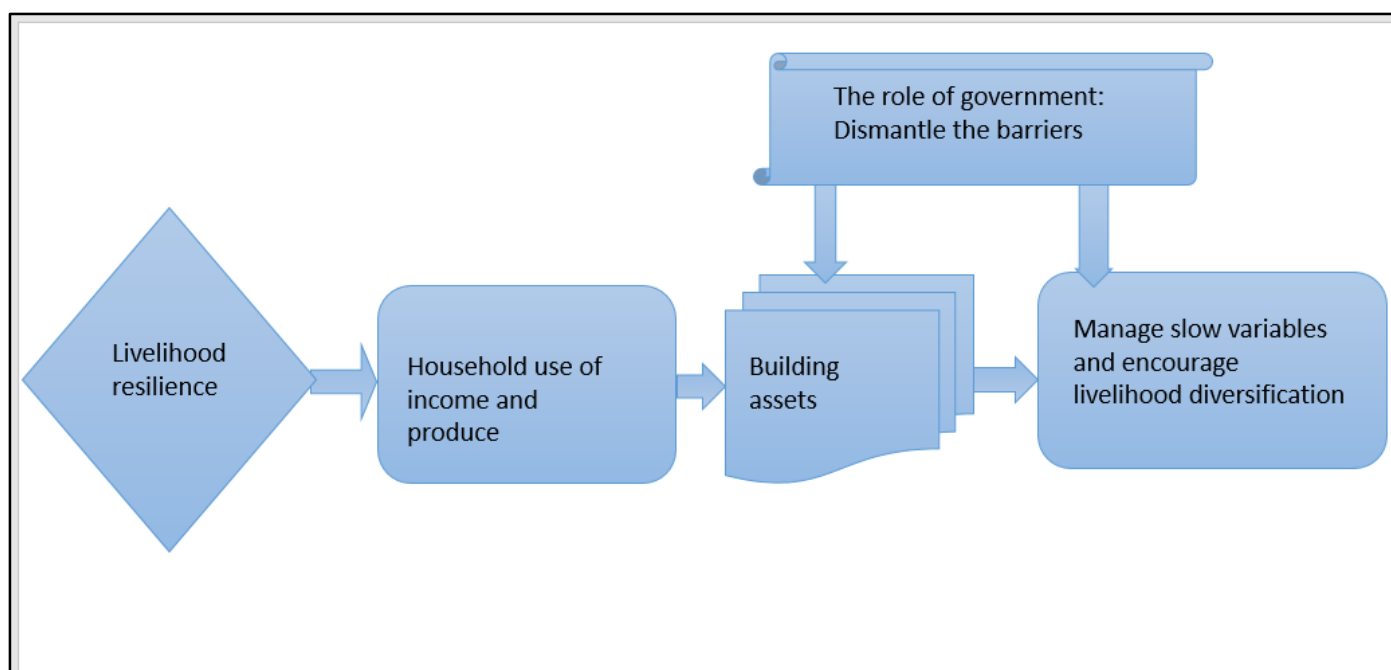 The role of government:
Dismantle the barriers
Livelihood
resilience
Household use of
income and
produce
Building
assets
Manage slow variables
and encourage
livelihood diversification